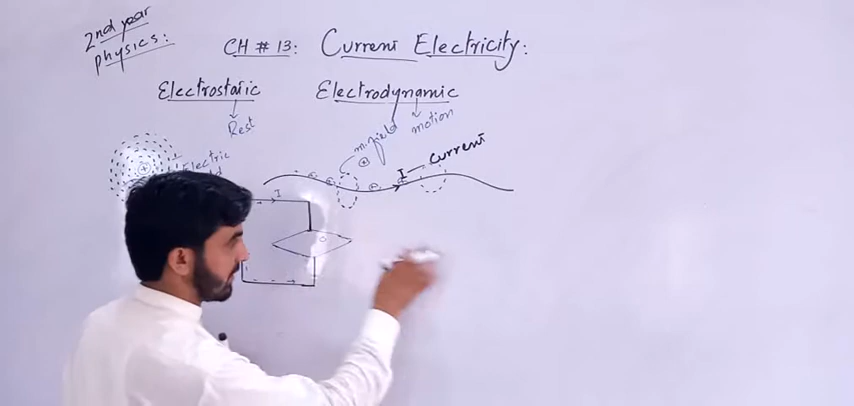 2nd year
physics:
CH # 13: Current Electricity:
Electrostatic
Electrodynamic
Rest
motion
Electric
I
Current
I